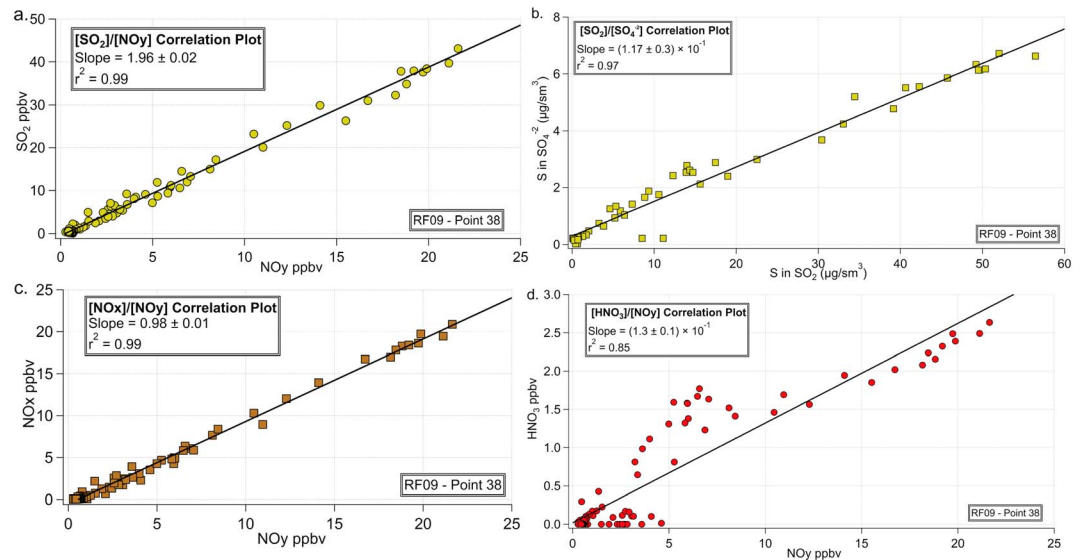 a.
[SO₂]/[NOy] Correlation Plot
Slope = 1.96 ± 0.02
r² = 0.99
SO₂ ppbv
50
40
30
20
10
0
0
5
10
15
20
25
NOy ppbv
RF09 - Point 38
b.
[SO₂]/[SO₄⁻²] Correlation Plot
Slope = (1.17 ± 0.3) × 10⁻¹
r² = 0.97
S in SO₄⁻² (µg/sm³)
8
6
4
2
0
0
10
20
30
40
50
60
S in SO₂ (µg/sm³)
RF09 - Point 38
c.
[NOx]/[NOy] Correlation Plot
Slope = 0.98 ± 0.01
r² = 0.99
NOx ppbv
25
20
15
10
5
0
0
5
10
15
20
25
NOy ppbv
RF09 - Point 38
d.
[HNO₃]/[NOy] Correlation Plot
Slope = (1.3 ± 0.1) × 10⁻¹
r² = 0.85
HNO₃ ppbv
3.0
2.5
2.0
1.5
1.0
0.5
0.0
0
5
10
15
20
25
NOy ppbv
RF09 - Point 38